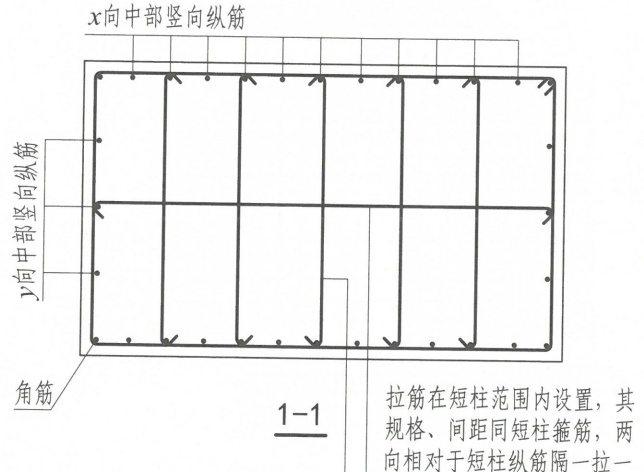 x向中部竖向纵筋
y向中部竖向纵筋
角筋
1-1
拉筋在短柱范围内设置，其
规格、间距同短柱箍筋，两
向相对于短柱纵筋隔一拉一